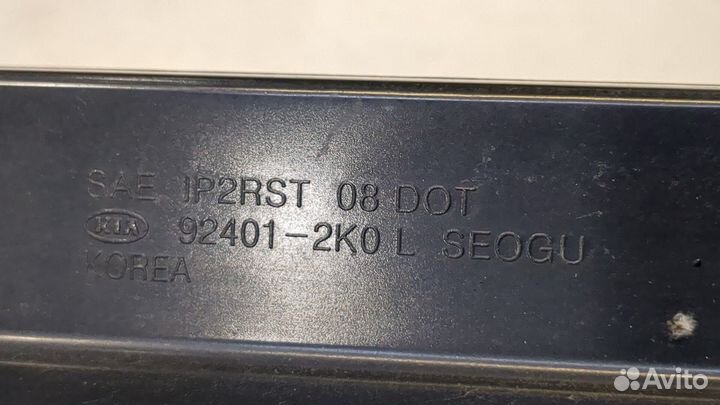 SAE IP2RST 08 DOT
KIA 92401-2K0 L SEOGU
KOREA
Avito